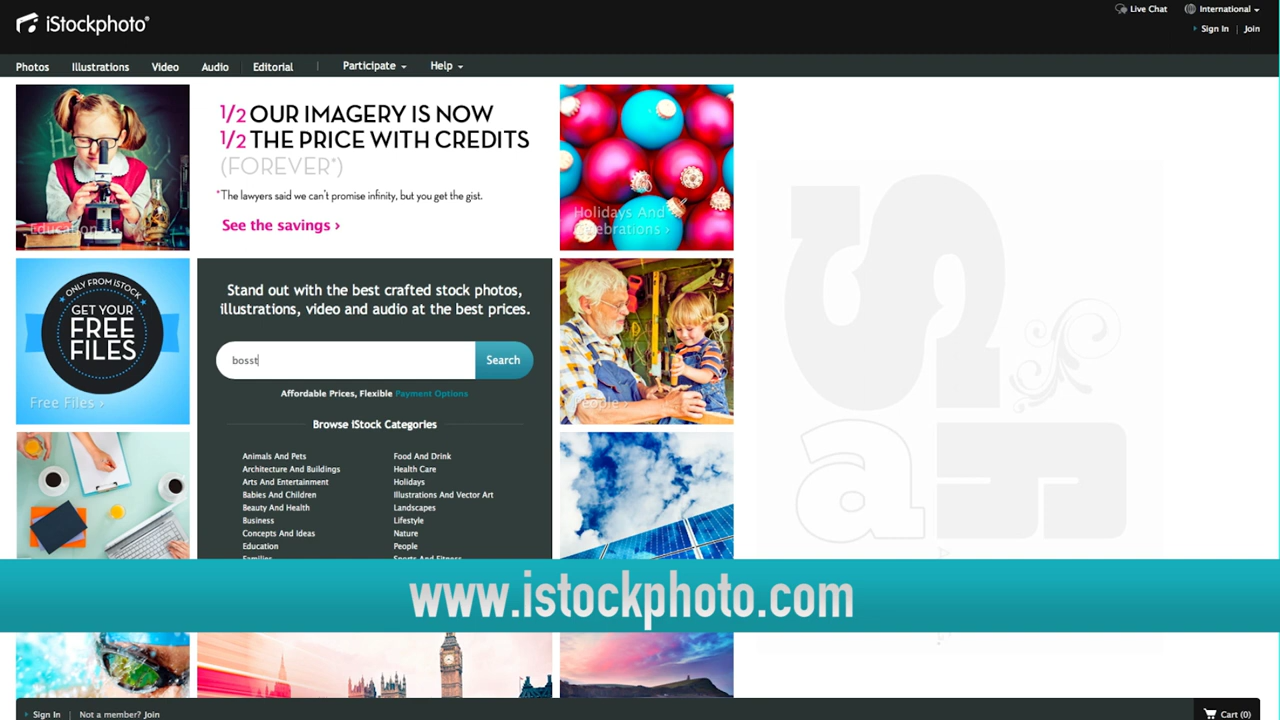 iStockphoto®
Live Chat
International
Sign In | Join
Photos Illustrations Video Audio Editorial | Participate Help
Education ›
1/2 OUR IMAGERY IS NOW
1/2 THE PRICE WITH CREDITS
(FOREVER*)
*The lawyers said we can't promise infinity, but you get the gist.
See the savings ›
Holidays And
Celebrations ›
ONLY FROM ISTOCK
GET YOUR
FREE
FILES
Free Files ›
Stand out with the best crafted stock photos,
illustrations, video and audio at the best prices.
bosst
Search
Affordable Prices, Flexible Payment Options
Browse iStock Categories
Animals And Pets
Architecture And Buildings
Arts And Entertainment
Babies And Children
Beauty And Health
Business
Concepts And Ideas
Education
Families
Food And Drink
Health Care
Holidays
Illustrations And Vector Art
Landscapes
Lifestyle
Nature
People
Sports And Fitness
People ›
S
a
www.istockphoto.com
Sign In | Not a member? Join
Cart (0)